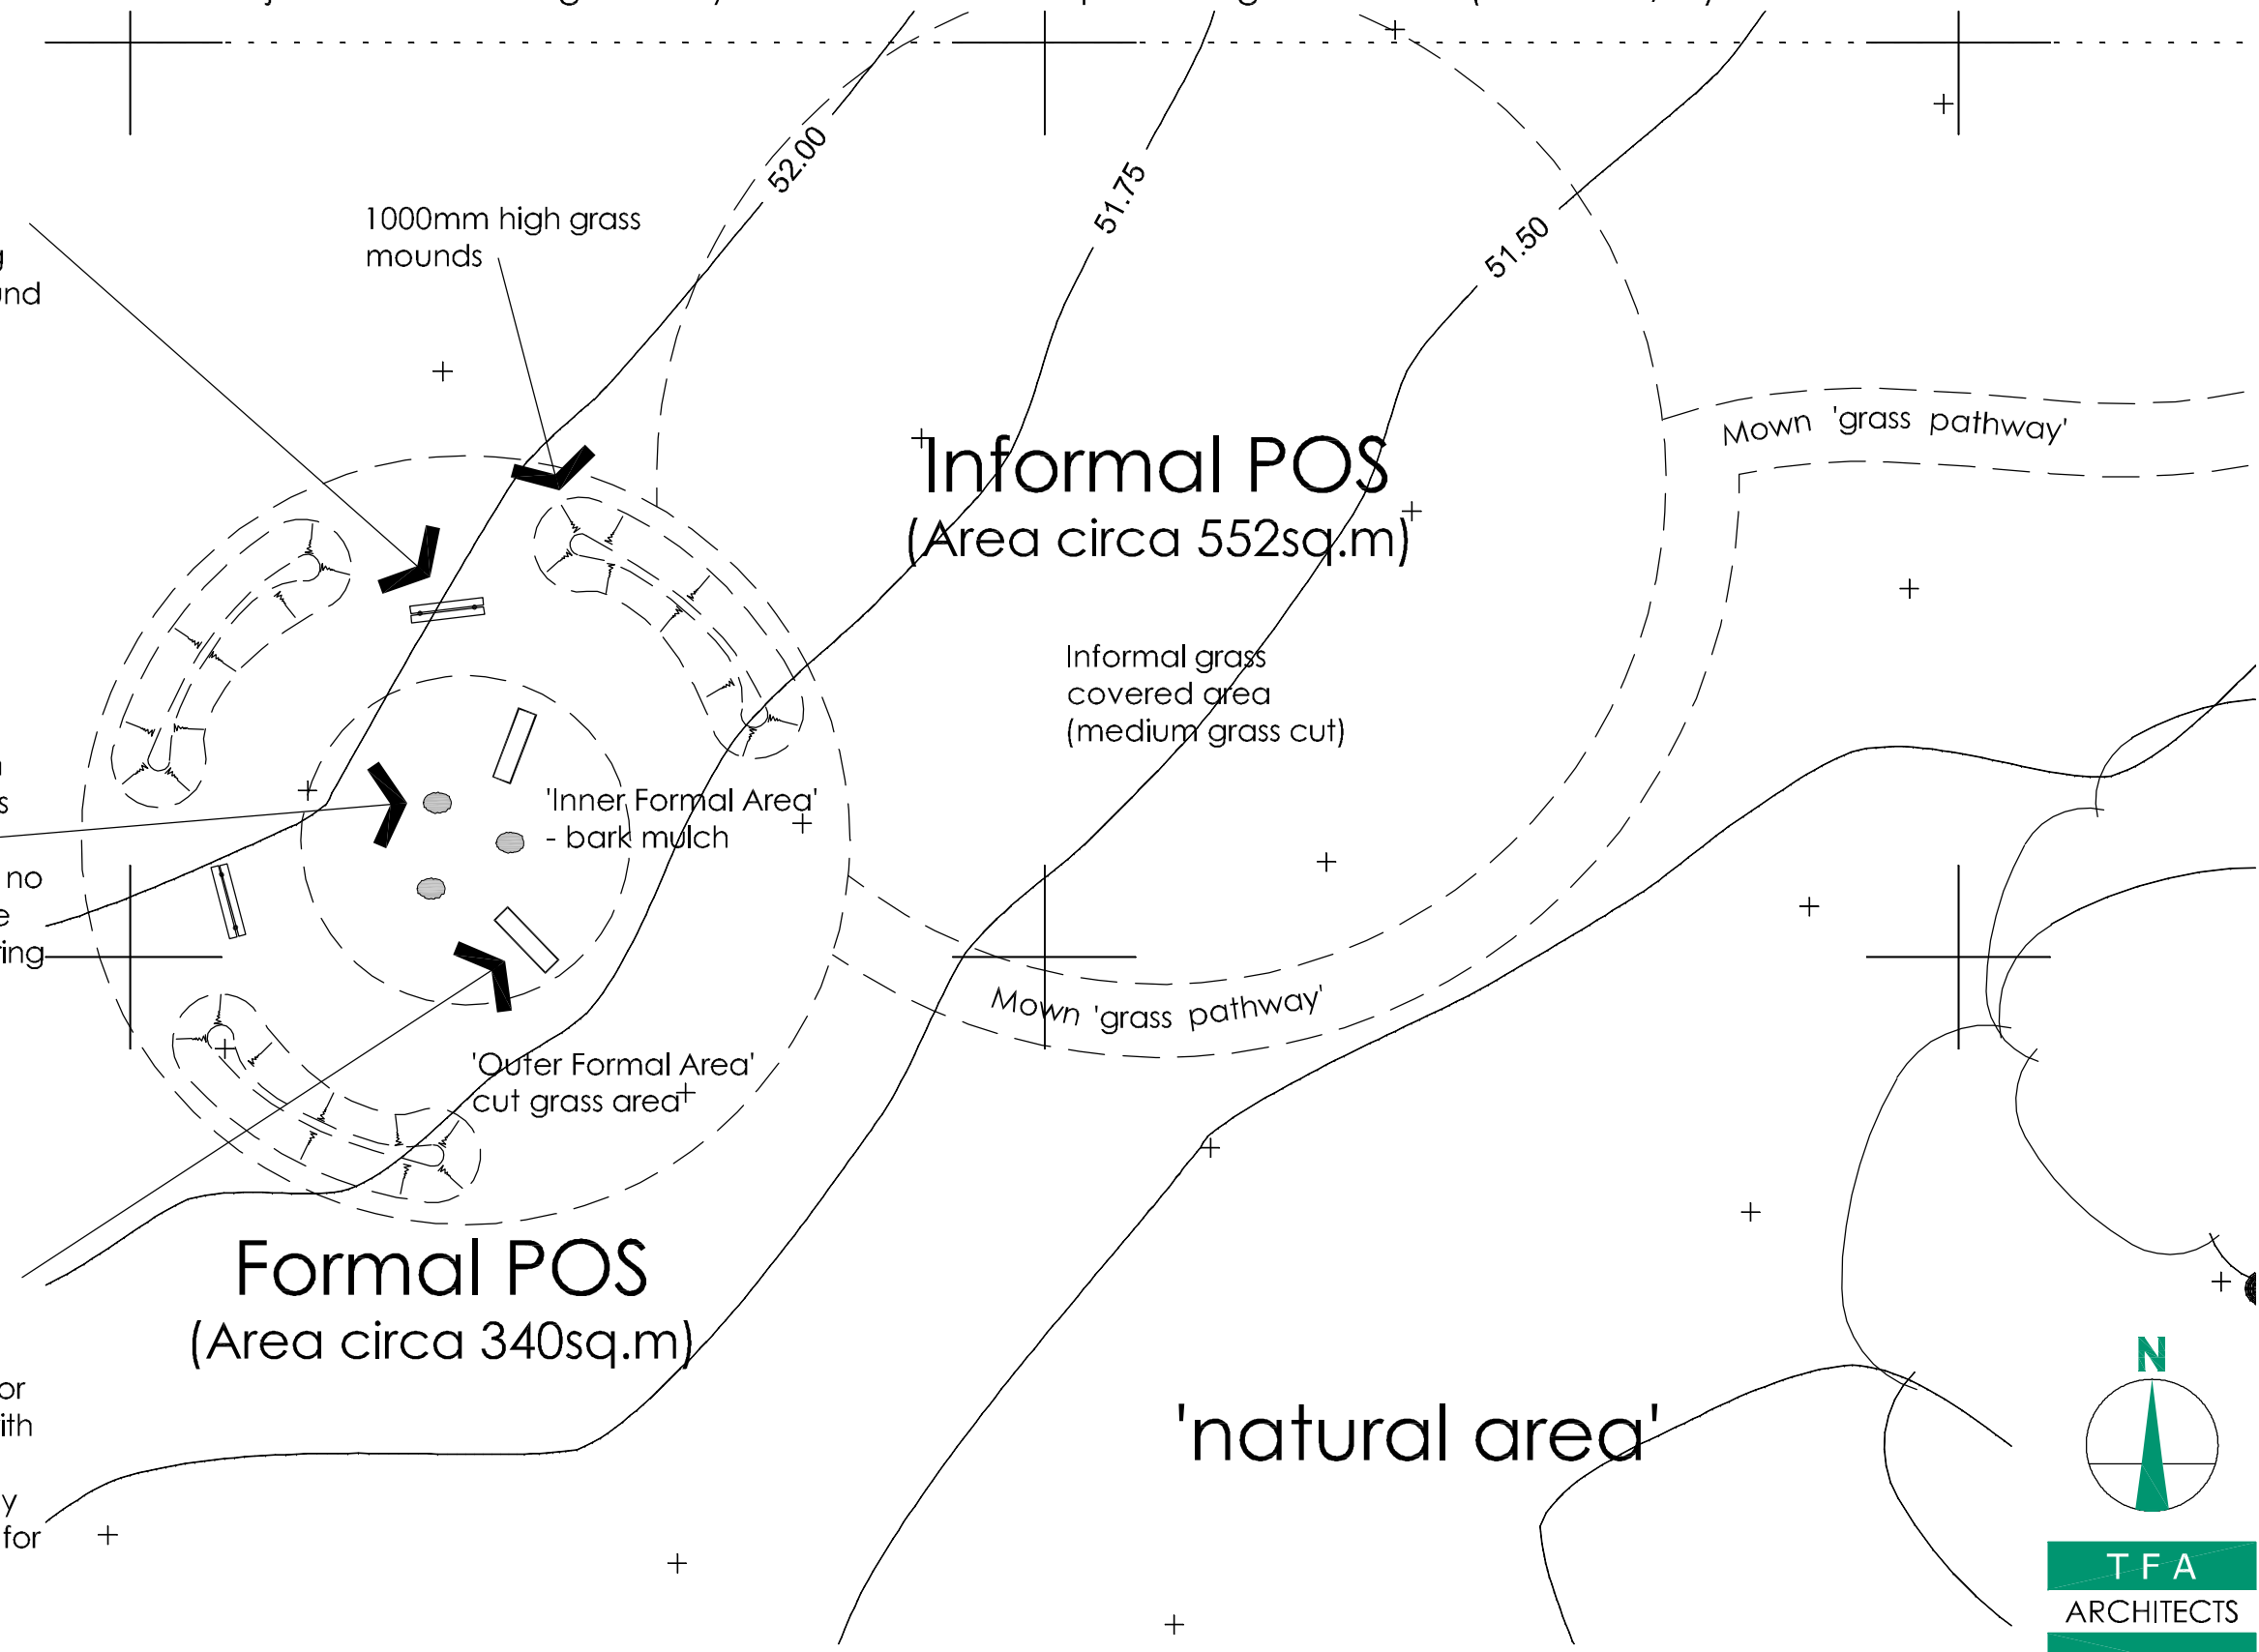 52.00
51.75
51.50
1000mm high grass
mounds
Mown 'grass pathway'
Informal POS
(Area circa 552sq.m)
Informal grass
covered area
(medium grass cut)
'Inner Formal Area'
- bark mulch
no
Mown 'grass pathway'
'Outer Formal Area'
cut grass area
Formal POS
(Area circa 340sq.m)
'natural area'
for
N
T F A
ARCHITECTS